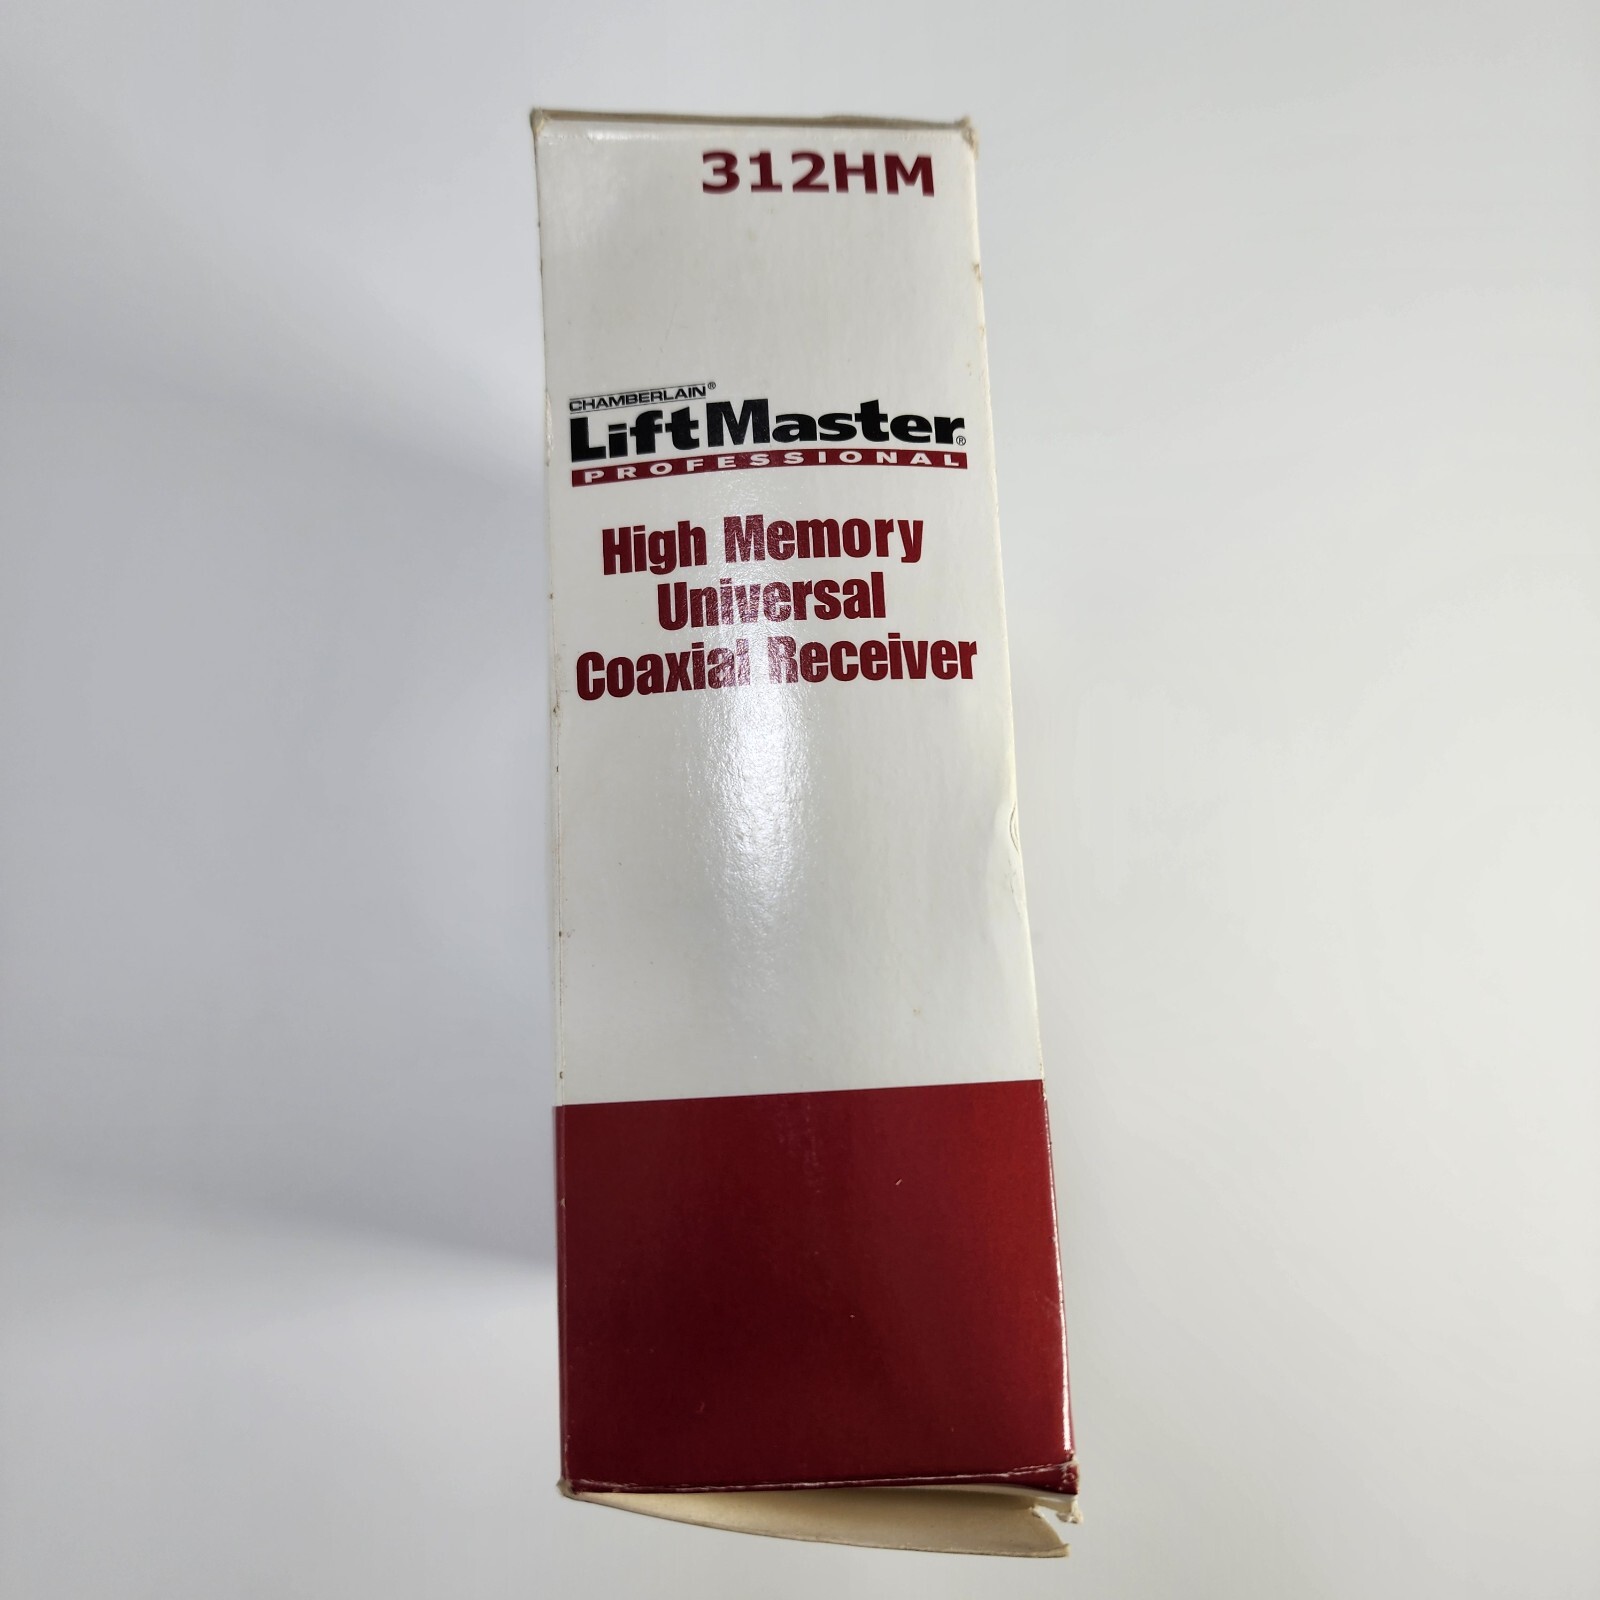 312HM
CHAMBERLAIN®
LiftMaster®
PROFESSIONAL
High Memory
Universal
Coaxial Receiver